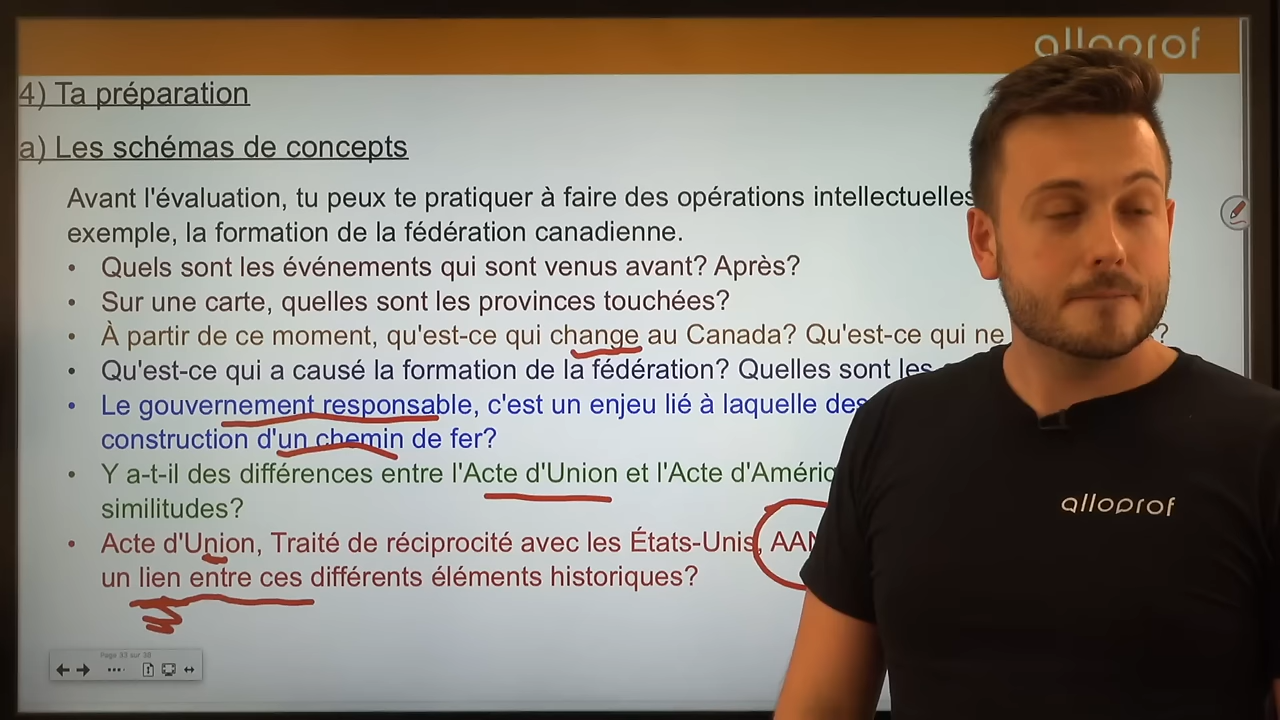 alloprof
4) Ta préparation
a) Les schémas de concepts
Avant l'évaluation, tu peux te pratiquer à faire des opérations intellectuelles
exemple, la formation de la fédération canadienne.
• Quels sont les événements qui sont venus avant? Après?
• Sur une carte, quelles sont les provinces touchées?
• À partir de ce moment, qu'est-ce qui change au Canada? Qu'est-ce qui ne ?
• Qu'est-ce qui a causé la formation de la fédération? Quelles sont les
• Le gouvernement responsable, c'est un enjeu lié à laquelle des
construction d'un chemin de fer?
• Y a-t-il des différences entre l'Acte d'Union et l'Acte
similitudes?
• Acte d'Union, Traité de réciprocité avec les États-Unis,
un lien entre ces différents éléments historiques?
alloprof
Page 33 sur 38